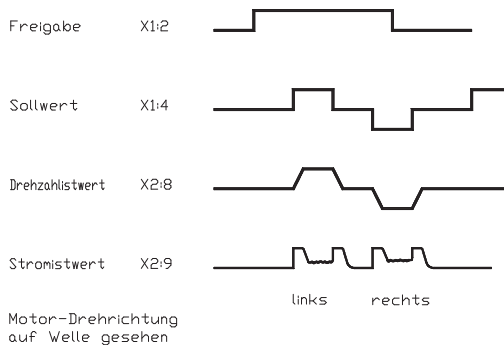 Freigabe X1:2
Sollwert X1:4
Drehzahlistwert X2:8
Stromistwert X2:9
links rechts
Motor-Drehrichtung
auf Welle gesehen